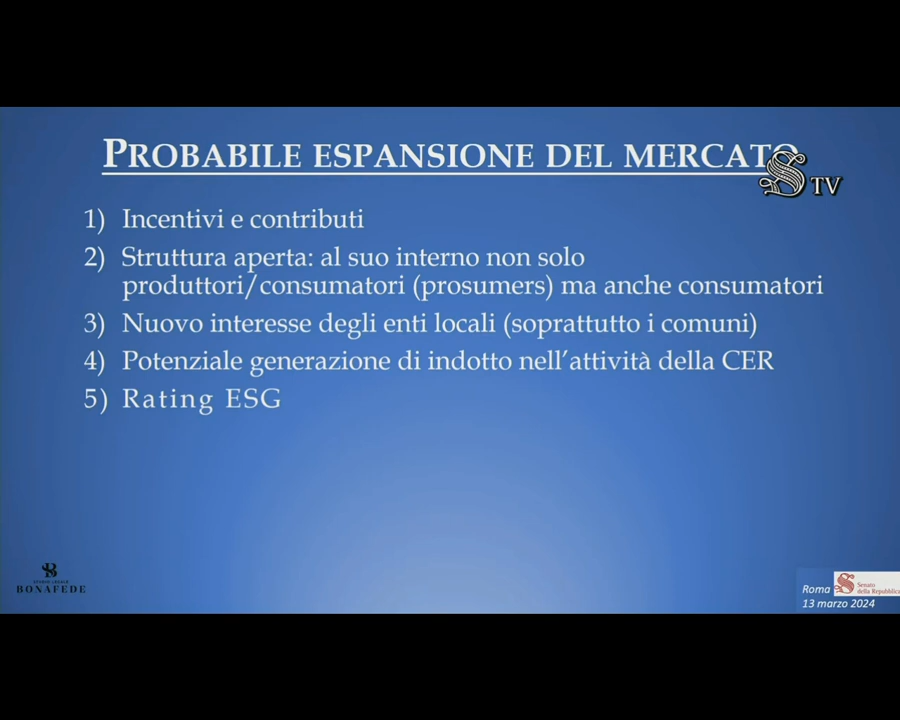 PROBABILE ESPANSIONE DEL MERCATO
S TV
1) Incentivi e contributi
2) Struttura aperta: al suo interno non solo
produttori/consumatori (prosumers) ma anche consumatori
3) Nuovo interesse degli enti locali (soprattutto i comuni)
4) Potenziale generazione di indotto nell'attività della CER
5) Rating ESG
STUDIO LEGALE
BONAFEDE
Roma
13 marzo 2024
Senato
della Repubblica